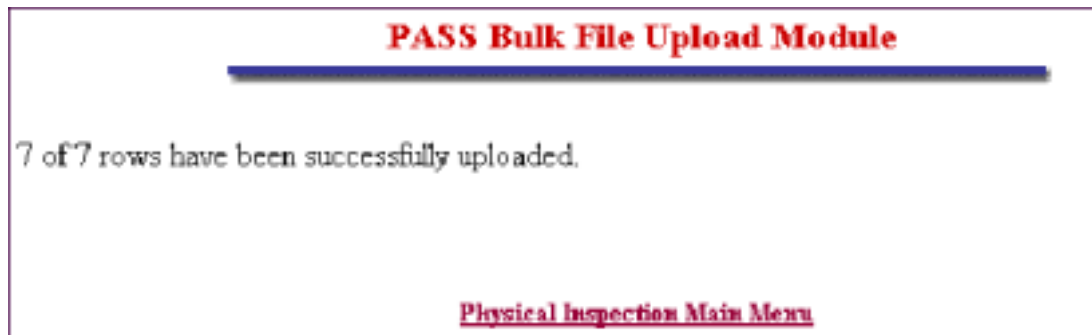 PASS Bulk File Upload Module
7 of 7 rows have been successfully uploaded.
Physical Inspection Main Menu